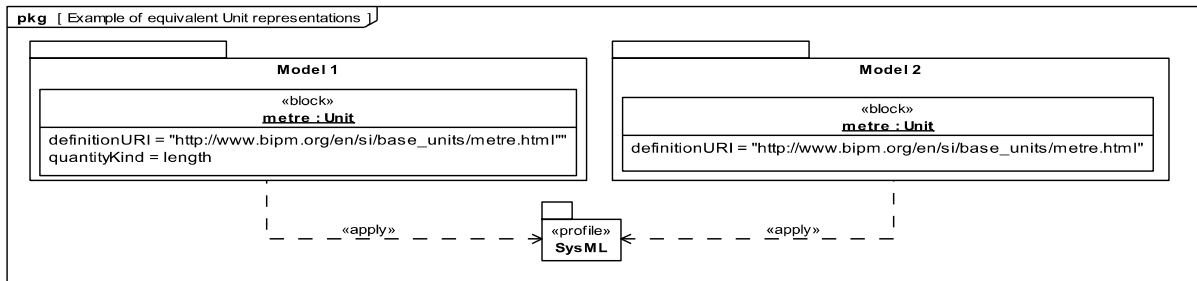 pkg [ Example of equivalent Unit representations ]
Model 1
«block»
metre : Unit
definitionURI = "http://www.bipm.org/en/si/base_units/metre.html""
quantityKind = length
Model 2
«block»
metre : Unit
definitionURI = "http://www.bipm.org/en/si/base_units/metre.html"
«apply»
«profile»
SysML
«apply»